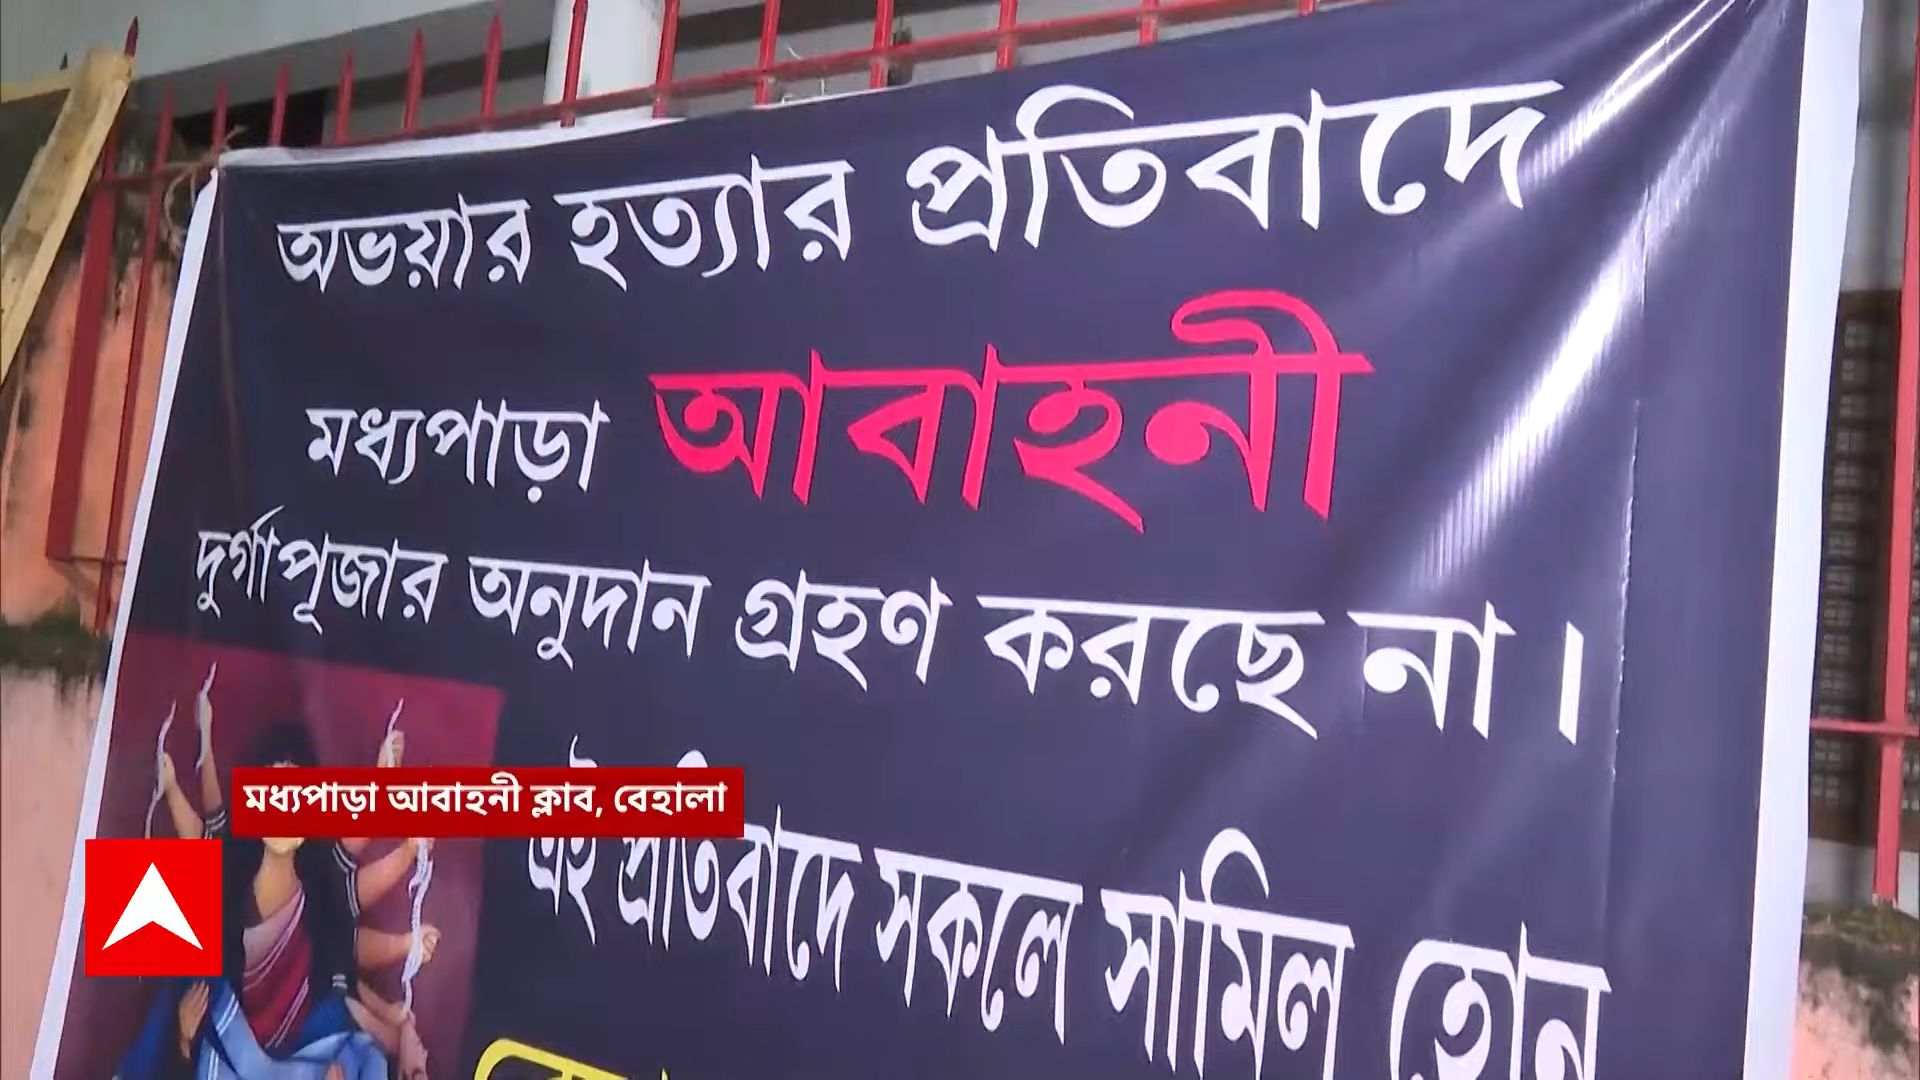 অভয়ার হত্যার প্রতিবাদে
মধ্যপাড়া আবাহনী
দুর্গাপূজার অনুদান গ্রহণ করছে না।
মধ্যপাড়া আবাহনী ক্লাব, বেহালা
এই প্রতিবাদে সকলে সামিল হোন